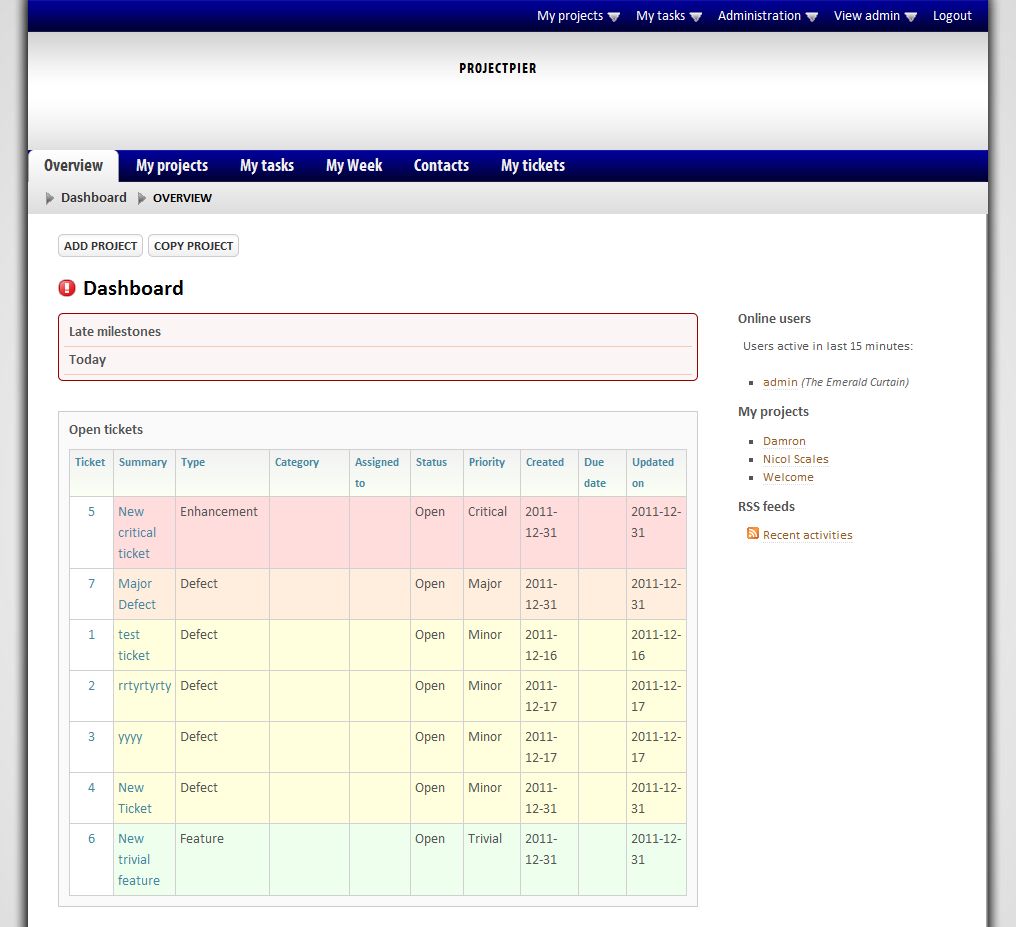 My projects My tasks Administration View admin Logout
PROJECTPIER
Overview My projects My tasks My Week Contacts My tickets
Dashboard OVERVIEW
ADD PROJECT COPY PROJECT
Dashboard
Late milestones
Today
Open tickets
Ticket Summary Type Category Assigned to Status Priority Created Due date Updated on
5 New critical ticket Enhancement Open Critical 2011-12-31 2011-12-31
7 Major Defect Defect Open Major 2011-12-31 2011-12-31
1 test ticket Defect Open Minor 2011-12-16 2011-12-16
2 rrtyrtyrty Defect Open Minor 2011-12-17 2011-12-17
3 yyyy Defect Open Minor 2011-12-17 2011-12-17
4 New Ticket Defect Open Minor 2011-12-31 2011-12-31
6 New trivial feature Feature Open Trivial 2011-12-31 2011-12-31
Online users
Users active in last 15 minutes:
admin (The Emerald Curtain)
My projects
Damron
Nicol Scales
Welcome
RSS feeds
Recent activities